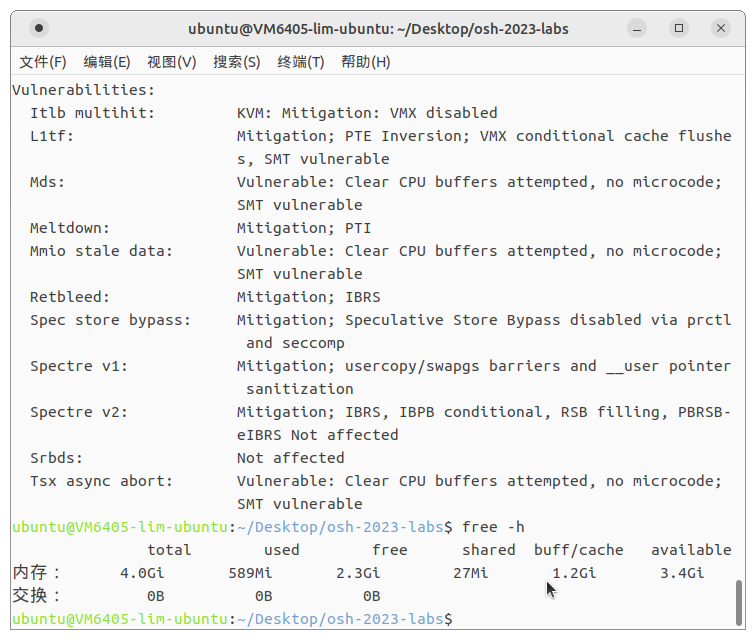 ubuntu@VM6405-lim-ubuntu: ~/Desktop/osh-2023-labs
文件(F) 编辑(E) 视图(V) 搜索(S) 终端(T) 帮助(H)
Vulnerabilities:
  Itlb multihit:         KVM: Mitigation: VMX disabled
  L1tf:                  Mitigation; PTE Inversion; VMX conditional cache flushe
                         s, SMT vulnerable
  Mds:                   Vulnerable: Clear CPU buffers attempted, no microcode;
                         SMT vulnerable
  Meltdown:              Mitigation; PTI
  Mmio stale data:       Vulnerable: Clear CPU buffers attempted, no microcode;
                         SMT vulnerable
  Retbleed:              Mitigation; IBRS
  Spec store bypass:     Mitigation; Speculative Store Bypass disabled via prctl
                          and seccomp
  Spectre v1:            Mitigation; usercopy/swapgs barriers and __user pointer
                          sanitization
  Spectre v2:            Mitigation; IBRS, IBPB conditional, RSB filling, PBRSB-
                         eIBRS Not affected
  Srbds:                 Not affected
  Tsx async abort:       Vulnerable: Clear CPU buffers attempted, no microcode;
                         SMT vulnerable
ubuntu@VM6405-lim-ubuntu:~/Desktop/osh-2023-labs$ free -h
               total        used        free      shared  buff/cache   available
内存：       4.0Gi       589Mi       2.3Gi        27Mi       1.2Gi       3.4Gi
交换：          0B          0B          0B
ubuntu@VM6405-lim-ubuntu:~/Desktop/osh-2023-labs$